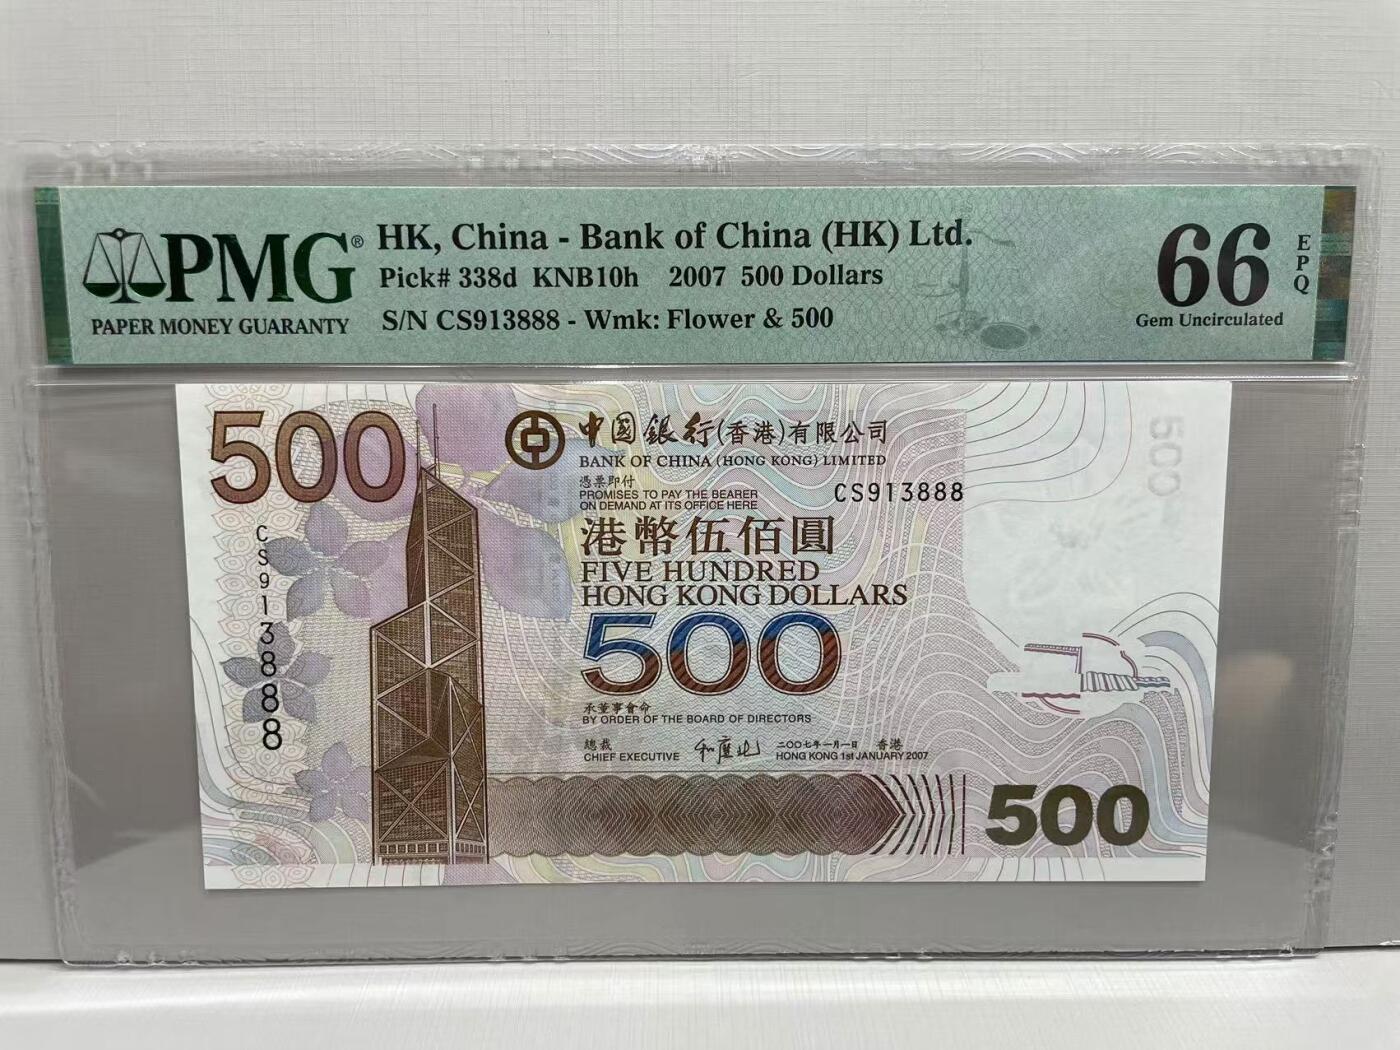 PMG®
PAPER MONEY GUARANTY
HK, China - Bank of China (HK) Ltd.
Pick# 338d KNB10h 2007 500 Dollars
S/N CS913888 - Wmk: Flower & 500
66
EPQ
Gem Uncirculated
500
中國銀行(香港)有限公司
BANK OF CHINA (HONG KONG) LIMITED
憑票即付
PROMISES TO PAY THE BEARER
ON DEMAND AT ITS OFFICE HERE
CS913888
CS913888
港幣伍佰圓
FIVE HUNDRED
HONG KONG DOLLARS
500
承董事會命
BY ORDER OF THE BOARD OF DIRECTORS
總裁
CHIEF EXECUTIVE
和廣北
二〇〇七年一月一日 香港
HONG KONG 1st JANUARY 2007
500
500